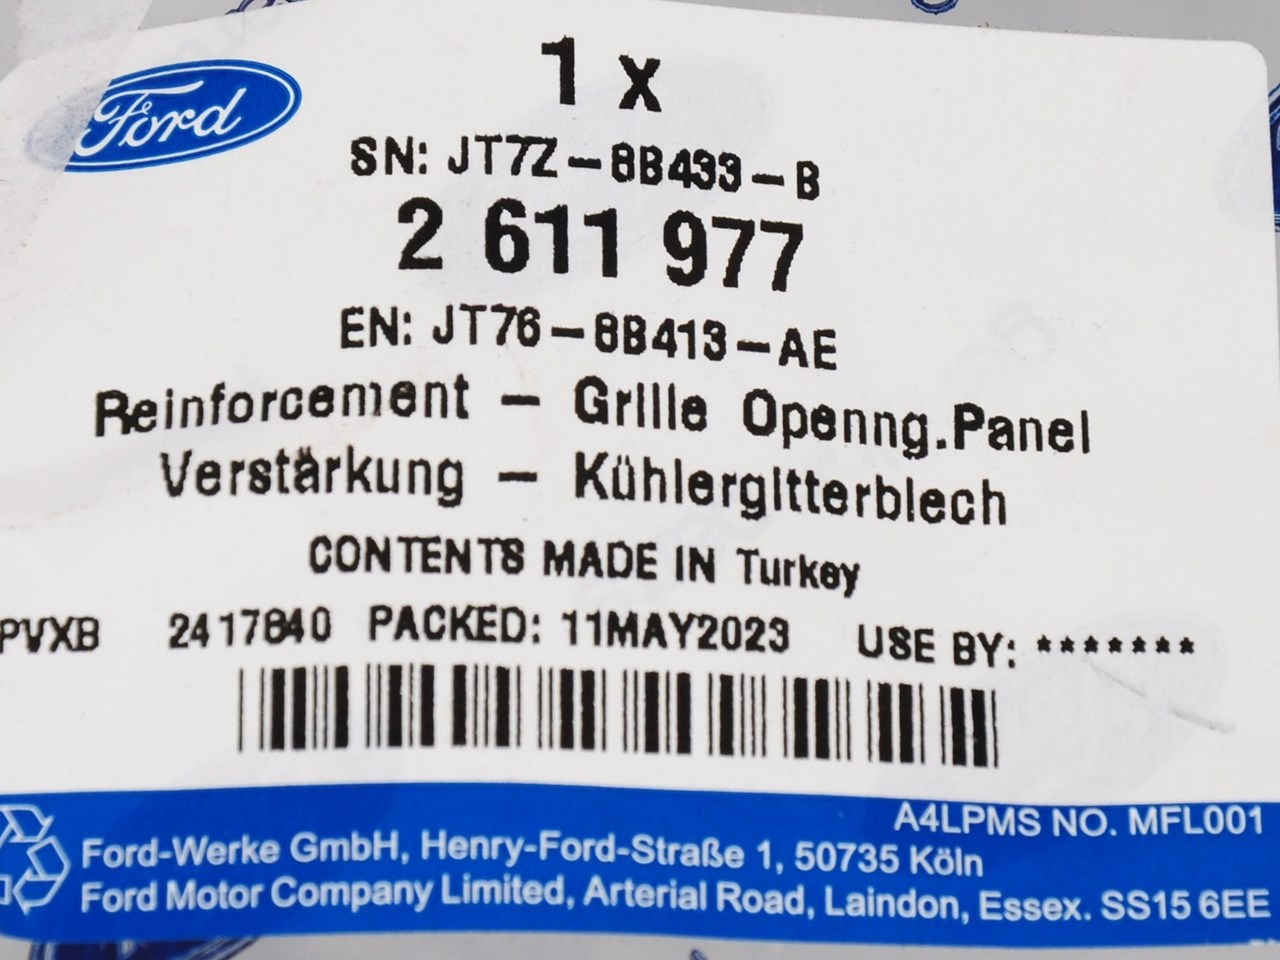 Ford
1 x
SN: JT7Z-8B433-B
2 611 977
EN: JT76-8B413-AE
Reinforcement - Grille Openng.Panel
Verstärkung - Kühlergitterblech
CONTENTS MADE IN Turkey
PVXB 2417840 PACKED: 11MAY2023 USE BY: *******
A4LPMS NO. MFL001
Ford-Werke GmbH, Henry-Ford-Straße 1, 50735 Köln
Ford Motor Company Limited, Arterial Road, Laindon, Essex. SS15 6EE